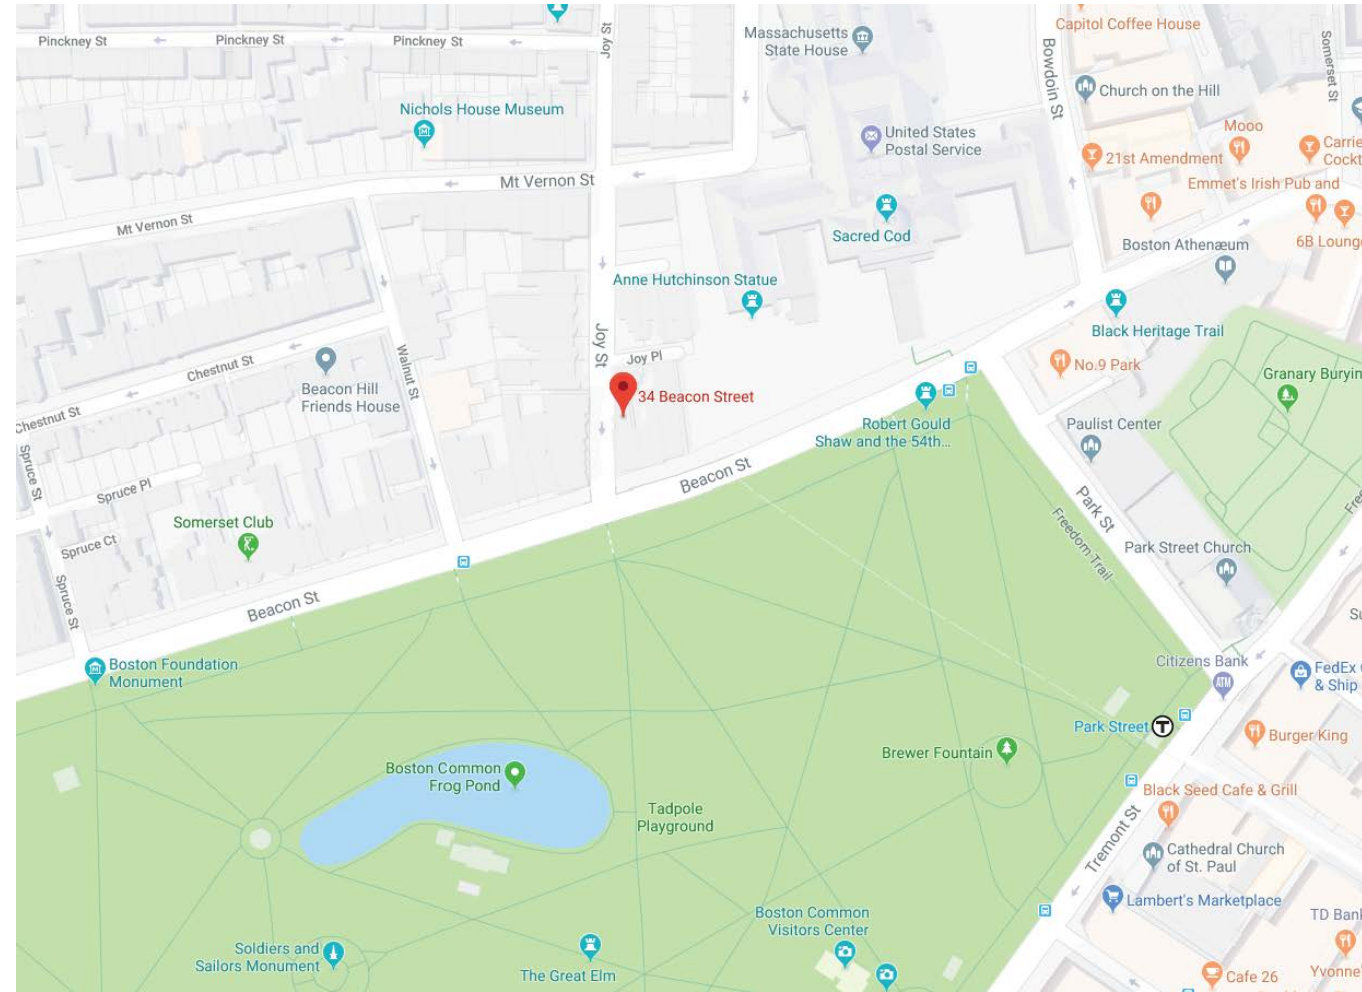 Pinckney St
Pinckney St
Pinckney St
Joy St
Massachusetts
State House
Capitol Coffee House
Bowdoin St
Somerset St
Church on the Hill
Nichols House Museum
United States
Postal Service
Mooo
21st Amendment
Carrie
Cockt
Mt Vernon St
Emmet's Irish Pub and
Mt Vernon St
Sacred Cod
Boston Athenæum
6B Loung
Anne Hutchinson Statue
Black Heritage Trail
Joy St
Joy Pl
Chestnut St
Walnut St
Beacon Hill
Friends House
No.9 Park
Granary Buryin
34 Beacon Street
Chestnut St
Robert Gould
Shaw and the 54th...
Paulist Center
Spruce St
Beacon St
Spruce Pl
Park St
Freedom Trail
Fre
Somerset Club
Spruce Ct
Park Street Church
Spruce St
Beacon St
Su
Boston Foundation
Monument
Citizens Bank
ATM
FedEx
& Ship
Park Street
T
Burger King
Brewer Fountain
Boston Common
Frog Pond
Black Seed Cafe & Grill
Tadpole
Playground
Tremont St
Cathedral Church
of St. Paul
Lambert's Marketplace
Boston Common
Visitors Center
TD Bank
Soldiers and
Sailors Monument
The Great Elm
Cafe 26
Yvonne'